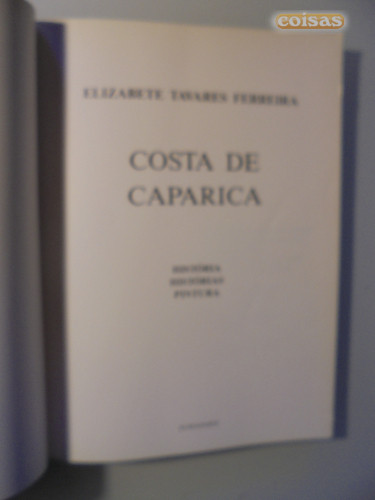 coisas
ELIZABETE TAVARES FERREIRA
COSTA DE
CAPARICA
HISTÓRIA
HISTÓRIAS
PINTURA